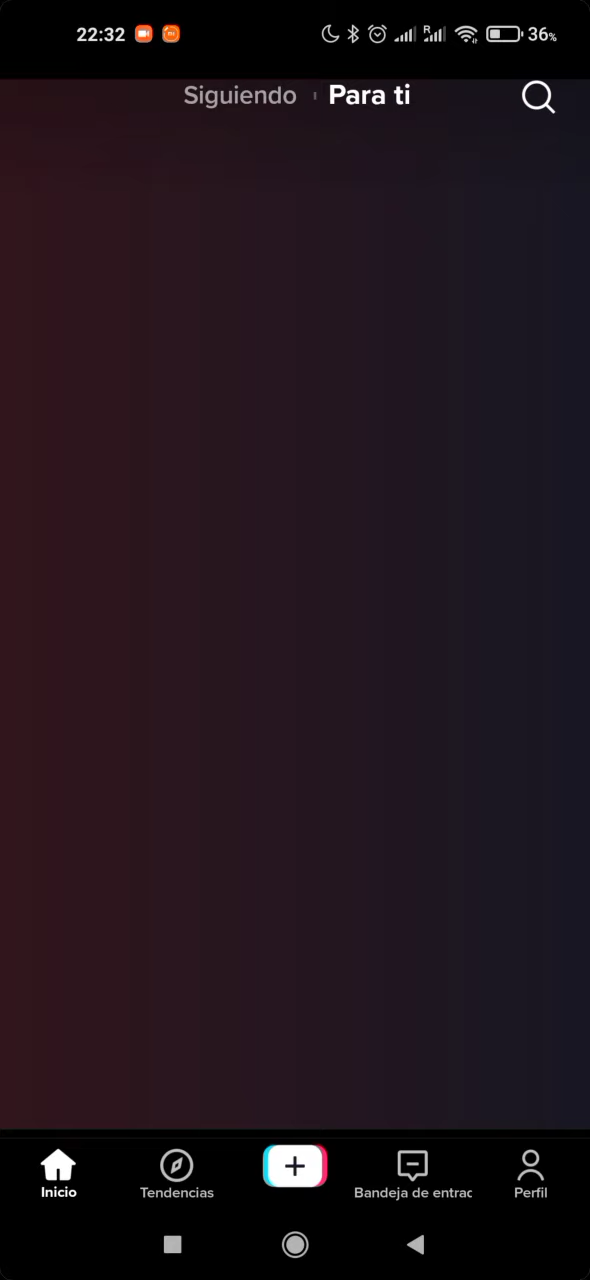 22:32 R 36%
Siguiendo Para ti
Inicio Tendencias Bandeja de entrac Perfil